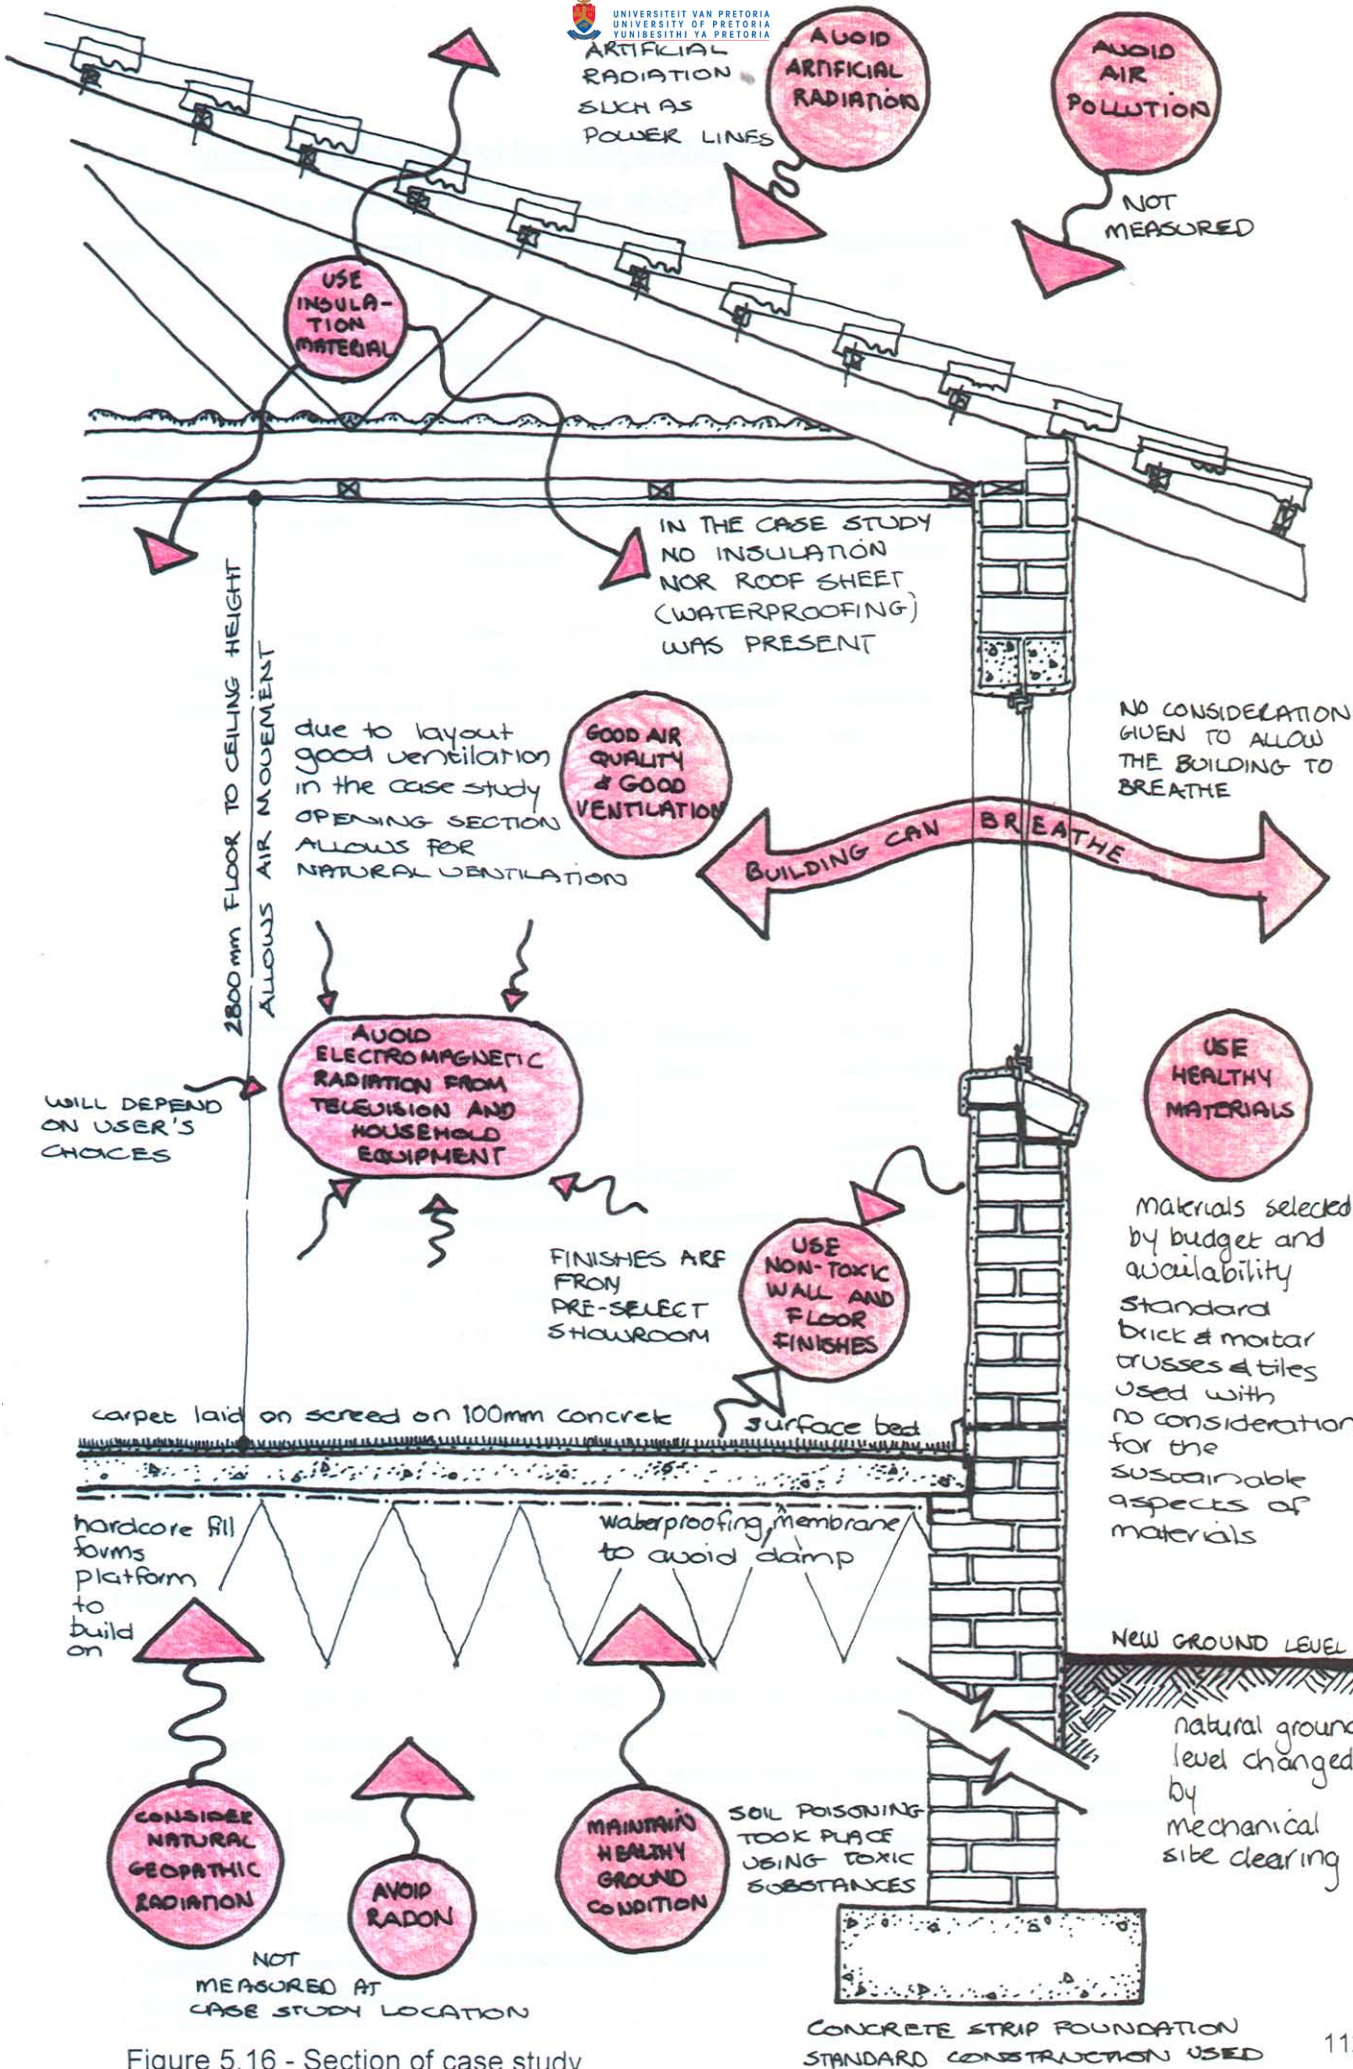 UNIVERSITEIT VAN PRETORIA
UNIVERSITY OF PRETORIA
YUNIBESITHI YA PRETORIA
ARTIFICIAL
RADIATION
SUCH AS
POWER LINES
AVOID
ARTIFICIAL
RADIATION
AVOID
AIR
POLLUTION
NOT
MEASURED
USE
INSULA-
TION
MATERIAL
IN THE CASE STUDY
NO INSULATION
NOR ROOF SHEET
(WATERPROOFING)
WAS PRESENT
2800mm FLOOR TO CEILING HEIGHT
ALLOWS AIR MOVEMENT
due to layout
good ventilation
in the case study
OPENING SECTION
ALLOWS FOR
NATURAL VENTILATION
GOOD AIR
QUALITY
& GOOD
VENTILATION
NO CONSIDERATION
GIVEN TO ALLOW
THE BUILDING TO
BREATHE
BUILDING CAN BREATHE
AVOID
ELECTROMAGNETIC
RADIATION FROM
TELEVISION AND
HOUSEHOLD
EQUIPMENT
WILL DEPEND
ON USER'S
CHOICES
USE
HEALTHY
MATERIALS
materials selected
by budget and
availability
standard
brick & mortar
trusses & tiles
used with
no consideration
for the
sustainable
aspects of
materials
FINISHES ARE
FROM
PRE-SELECT
SHOWROOM
USE
NON-TOXIC
WALL AND
FLOOR
FINISHES
carpet laid on screed on 100mm concrete surface bed
hardcore fill
forms
platform
to
build
on
waterproofing membrane
to avoid damp
NEW GROUND LEVEL
natural ground
level changed
by
mechanical
site clearing
CONSIDER
NATURAL
GEOPATHIC
RADIATION
AVOID
RADON
NOT
MEASURED AT
CASE STUDY LOCATION
MAINTAIN
HEALTHY
GROUND
CONDITION
SOIL POISONING
TOOK PLACE
USING TOXIC
SUBSTANCES
CONCRETE STRIP FOUNDATION
STANDARD CONSTRUCTION USED
Figure 5.16 - Section of case study